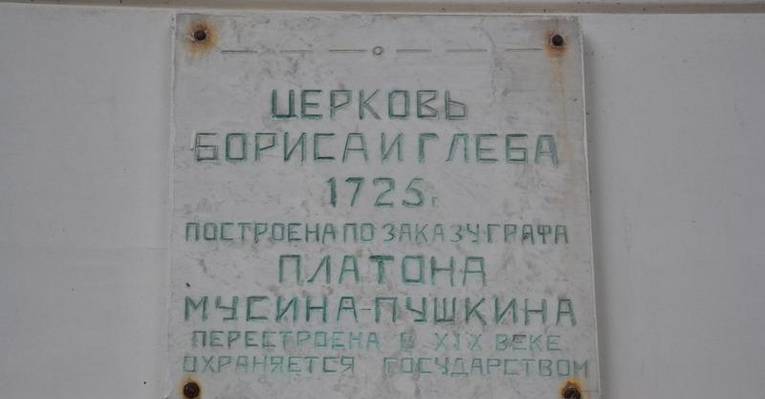 ЦЕРКОВЬ
БОРИСА И ГЛЕБА
1725 г.
ПОСТРОЕНА ПО ЗАКАЗУ ГРАФА
ПЛАТОНА
МУСИНА-ПУШКИНА
ПЕРЕСТРОЕНА В XIX ВЕКЕ
ОХРАНЯЕТСЯ ГОСУДАРСТВОМ